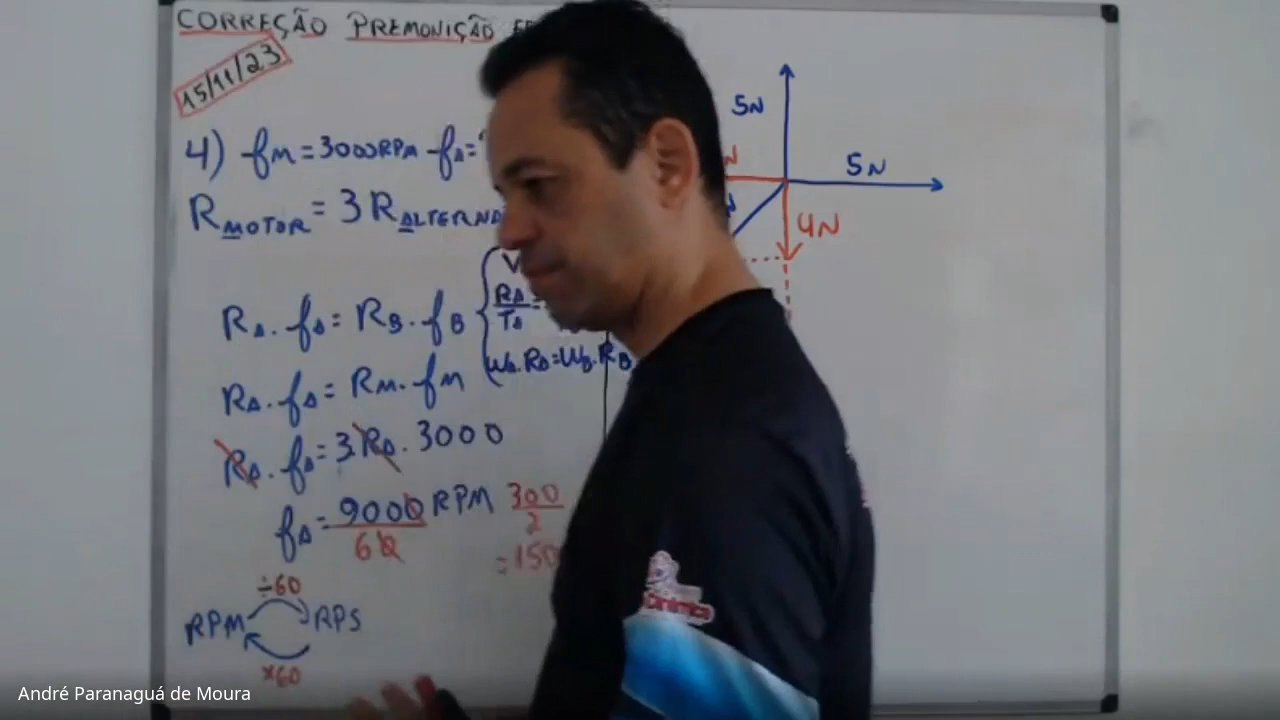 CORREÇÃO PREMONIÇÃO
15/11/23
4) fM = 3000RPM fA=
RMOTOR = 3 RALTERNA
RA. fA = RB. fB
RA/TA =
WA.RA=WB.RB
RA. fA = RM. fM
RA. fA = 3 RA. 3000
fA = 9000/60 RPM 300/2
=150
÷60
RPM RPS
×60
5N
5N
N
4N
André Paranaguá de Moura